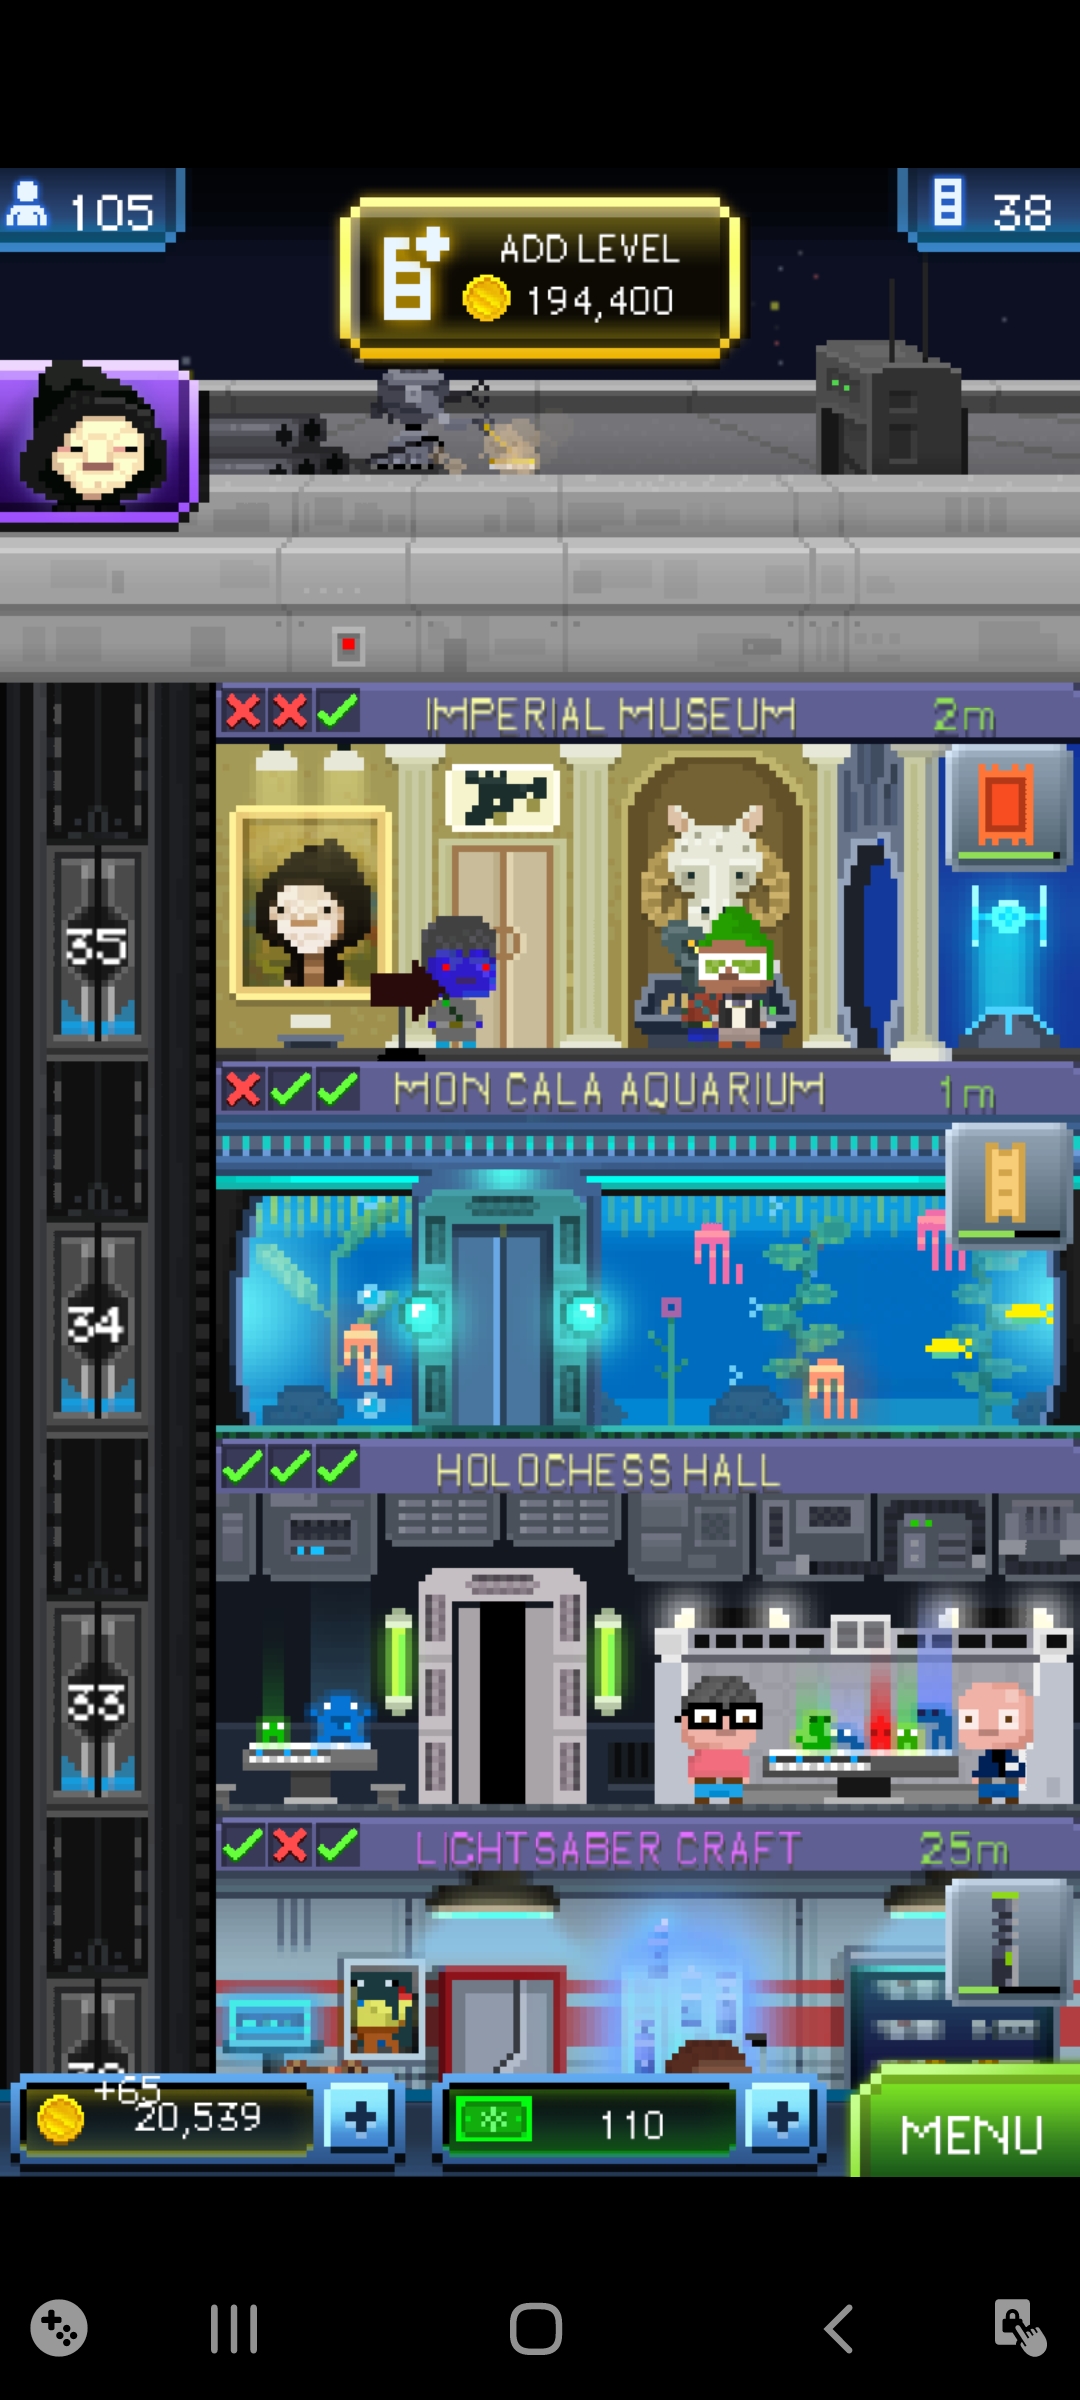 105
ADD LEVEL
194,400
38
IMPERIAL MUSEUM 2m
35
MON CALA AQUARIUM 1m
34
HOLOCHESS HALL
33
LIGHTSABER CRAFT 25m
+65
20,539
110
MENU